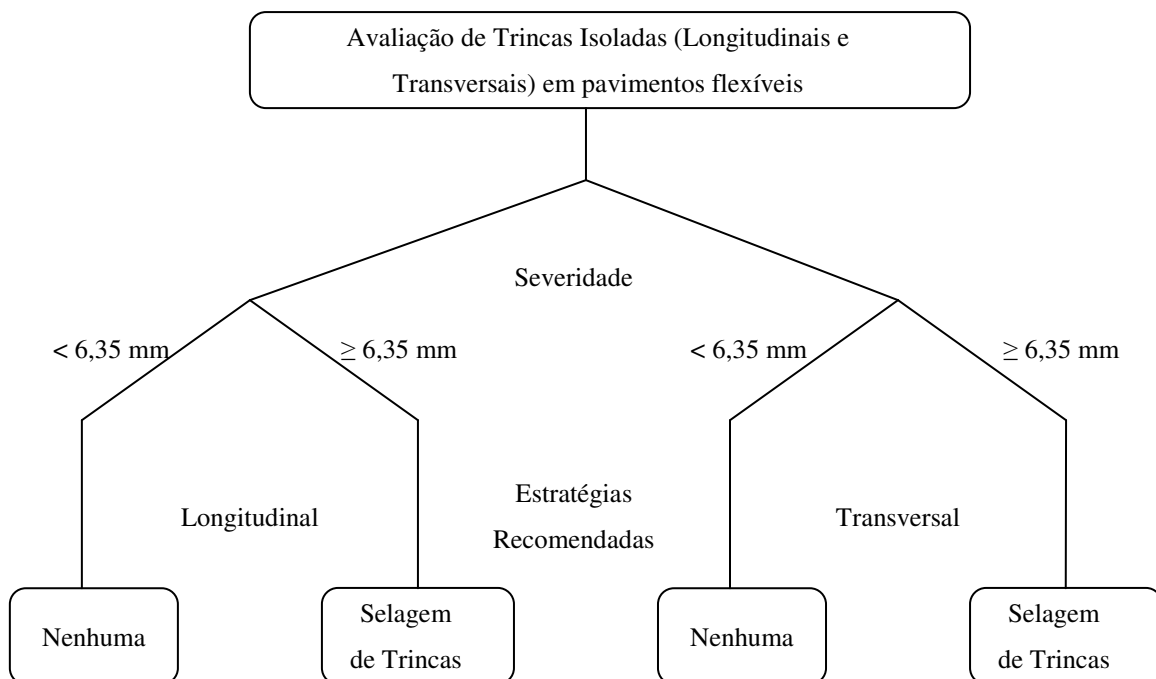 Avaliação de Trincas Isoladas (Longitudinais e
Transversais) em pavimentos flexíveis
Severidade
< 6,35 mm
≥ 6,35 mm
< 6,35 mm
≥ 6,35 mm
Longitudinal
Estratégias
Recomendadas
Transversal
Nenhuma
Selagem
de Trincas
Nenhuma
Selagem
de Trincas